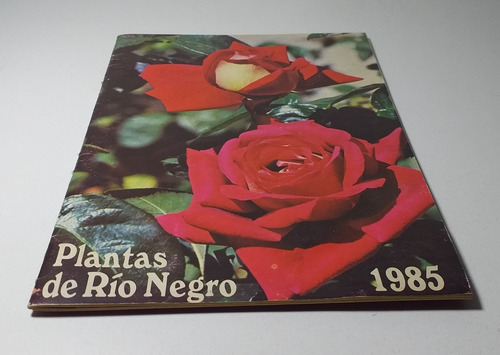 Plantas
de Río Negro
1985